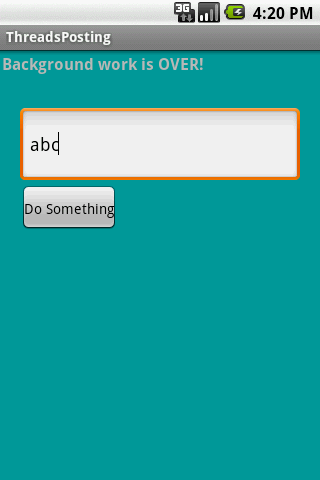 3G 4:20 PM
ThreadsPosting
Background work is OVER!
abc
Do Something